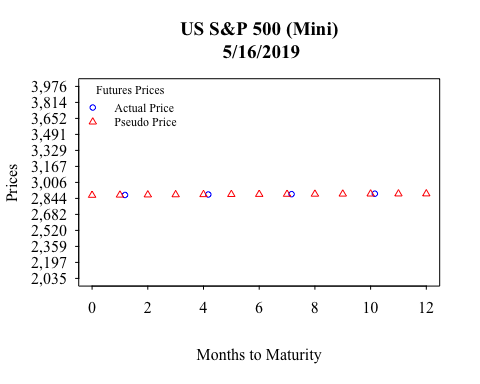 US S&P 500 (Mini)
5/16/2019
Futures Prices
Actual Price
Pseudo Price
Prices
3,976
3,814
3,652
3,491
3,329
3,167
3,006
2,844
2,682
2,520
2,359
2,197
2,035
0 2 4 6 8 10 12
Months to Maturity